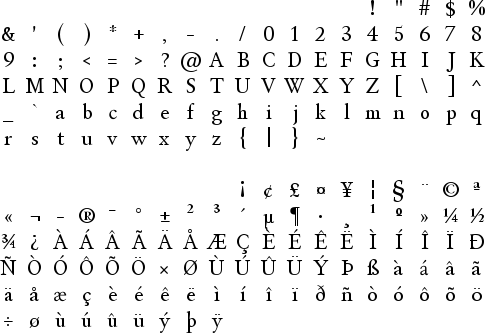 ! " # $ %
& ' ( ) * + , - . / 0 1 2 3 4 5 6 7 8
9 : ; < = > ? @ A B C D E F G H I J K
L M N O P Q R S T U V W X Y Z [ \ ] ^
_ ` a b c d e f g h i j k l m n o p q
r s t u v w x y z { | } ~
¡ ¢ £ ¤ ¥ ¦ § ¨ © ª
« ¬ - ® ¯ ° ± ² ³ ´ µ ¶ · ¸ ¹ º » ¼ ½
¾ ¿ À Á Â Ã Ä Å Æ Ç È É Ê Ë Ì Í Î Ï Ð
Ñ Ò Ó Ô Õ Ö × Ø Ù Ú Û Ü Ý Þ ß à á â ã
ä å æ ç è é ê ë ì í î ï ð ñ ò ó ô õ ö
÷ ø ù ú û ü ý þ ÿ